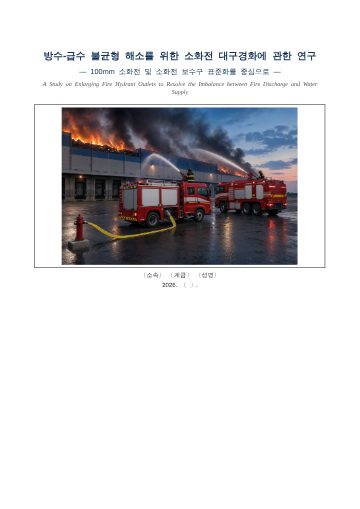 방수-급수 불균형 해소를 위한 소화전 대구경화에 관한 연구
— 100mm 소화전 및 소화전 보수구 표준화를 중심으로 —
A Study on Enlarging Fire Hydrant Outlets to Resolve the Imbalance between Fire Discharge and Water
Supply
〔소속〕 〔계급〕 〔성명〕
2026. 〔 〕.